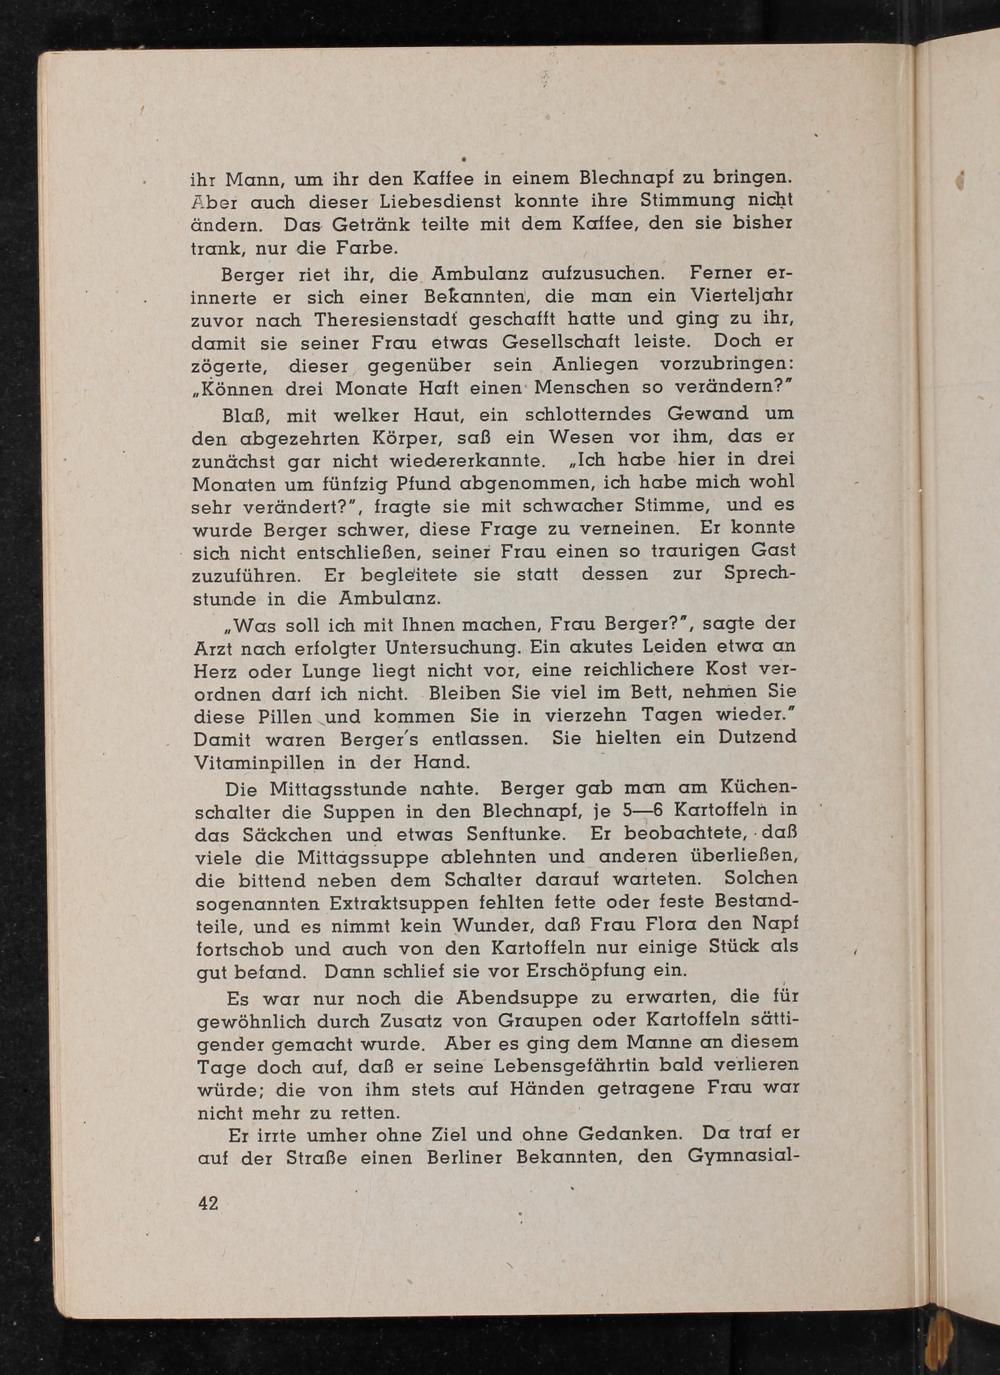 ihr Mann, um ihr den Kaffee in einem Blechnapf zu bringen.
Aber auch dieser Liebesdienst konnte ihre Stimmung nicht
ändern. Das Getränk teilte mit dem Kaffee, den sie bisher
trank, nur die Farbe.
Berger riet ihr, die Ambulanz aufzusuchen. Ferner er-
innerte er sich einer Bekannten, die man ein Vierteljahr
zuvor nach Theresienstadt geschafft hatte und ging zu ihr,
damit sie seiner Frau etwas Gesellschaft leiste. Doch er
zögerte, dieser gegenüber sein Anliegen vorzubringen:
„Können drei Monate Haft einen Menschen so verändern?"
Blaß, mit welker Haut, ein schlotterndes Gewand um
den abgezehrten Körper, saß ein Wesen vor ihm, das er
zunächst gar nicht wiedererkannte. „Ich habe hier in drei
Monaten um fünfzig Pfund abgenommen, ich habe mich wohl
sehr verändert?", fragte sie mit schwacher Stimme, und es
wurde Berger schwer, diese Frage zu verneinen. Er konnte
sich nicht entschließen, seiner Frau einen so traurigen Gast
zuzuführen. Er begleitete sie statt dessen zur Sprech-
stunde in die Ambulanz.
„Was soll ich mit Ihnen machen, Frau Berger?", sagte der
Arzt nach erfolgter Untersuchung. Ein akutes Leiden etwa an
Herz oder Lunge liegt nicht vor, eine reichlichere Kost ver-
ordnen darf ich nicht. Bleiben Sie viel im Bett, nehmen Sie
diese Pillen und kommen Sie in vierzehn Tagen wieder."
Damit waren Berger's entlassen. Sie hielten ein Dutzend
Vitaminpillen in der Hand.
Die Mittagsstunde nahte. Berger gab man am Küchen-
schalter die Suppen in den Blechnapf, je 5—6 Kartoffeln in
das Säckchen und etwas Senftunke. Er beobachtete, daß
viele die Mittagssuppe ablehnten und anderen überließen,
die bittend neben dem Schalter darauf warteten. Solchen
sogenannten Extraktsuppen fehlten fette oder feste Bestand-
teile, und es nimmt kein Wunder, daß Frau Flora den Napf
fortschob und auch von den Kartoffeln nur einige Stück als
gut befand. Dann schlief sie vor Erschöpfung ein.
Es war nur noch die Abendsuppe zu erwarten, die für
gewöhnlich durch Zusatz von Graupen oder Kartoffeln sätti-
gender gemacht wurde. Aber es ging dem Manne an diesem
Tage doch auf, daß er seine Lebensgefährtin bald verlieren
würde; die von ihm stets auf Händen getragene Frau war
nicht mehr zu retten.
Er irrte umher ohne Ziel und ohne Gedanken. Da traf er
auf der Straße einen Berliner Bekannten, den Gymnasial-
42